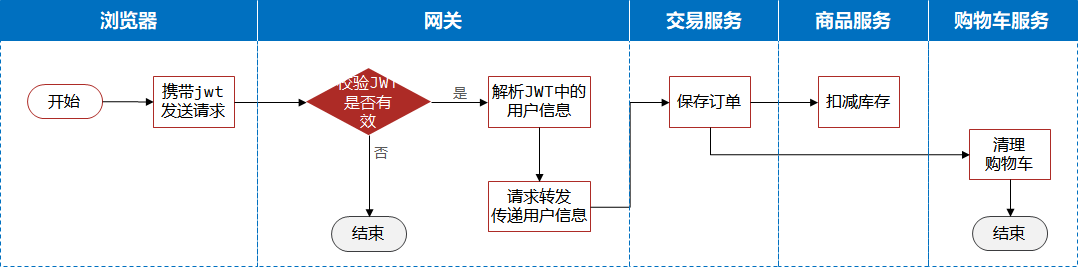 浏览器
网关
交易服务
商品服务
购物车服务
开始
携带jwt
发送请求
校验JWT
是否有
效
是
否
解析JWT中的
用户信息
请求转发
传递用户信息
结束
保存订单
扣减库存
清理
购物车
结束